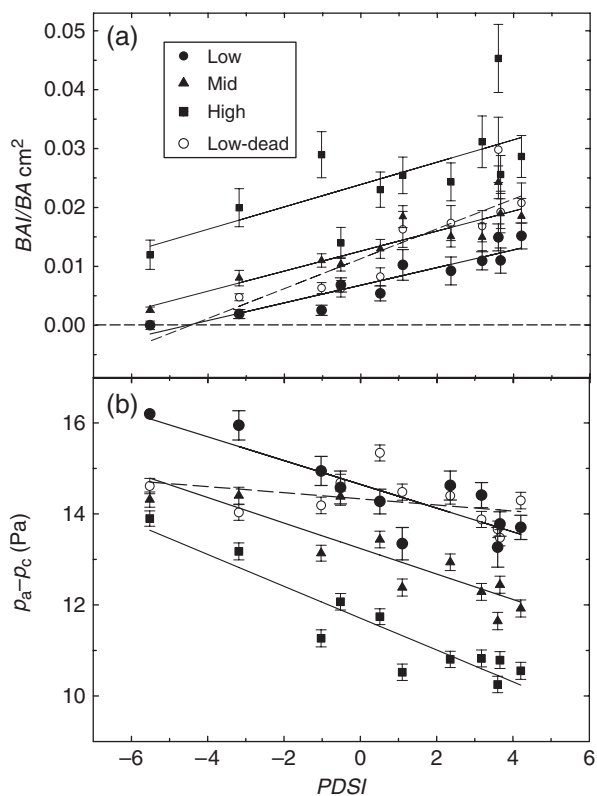 (a)
0.05
0.04
0.03
0.02
0.01
0.00
BAI/BA cm²
Low
Mid
High
Low-dead
(b)
16
14
12
10
pₐ–p꜀ (Pa)
−6 −4 −2 0 2 4 6
PDSI